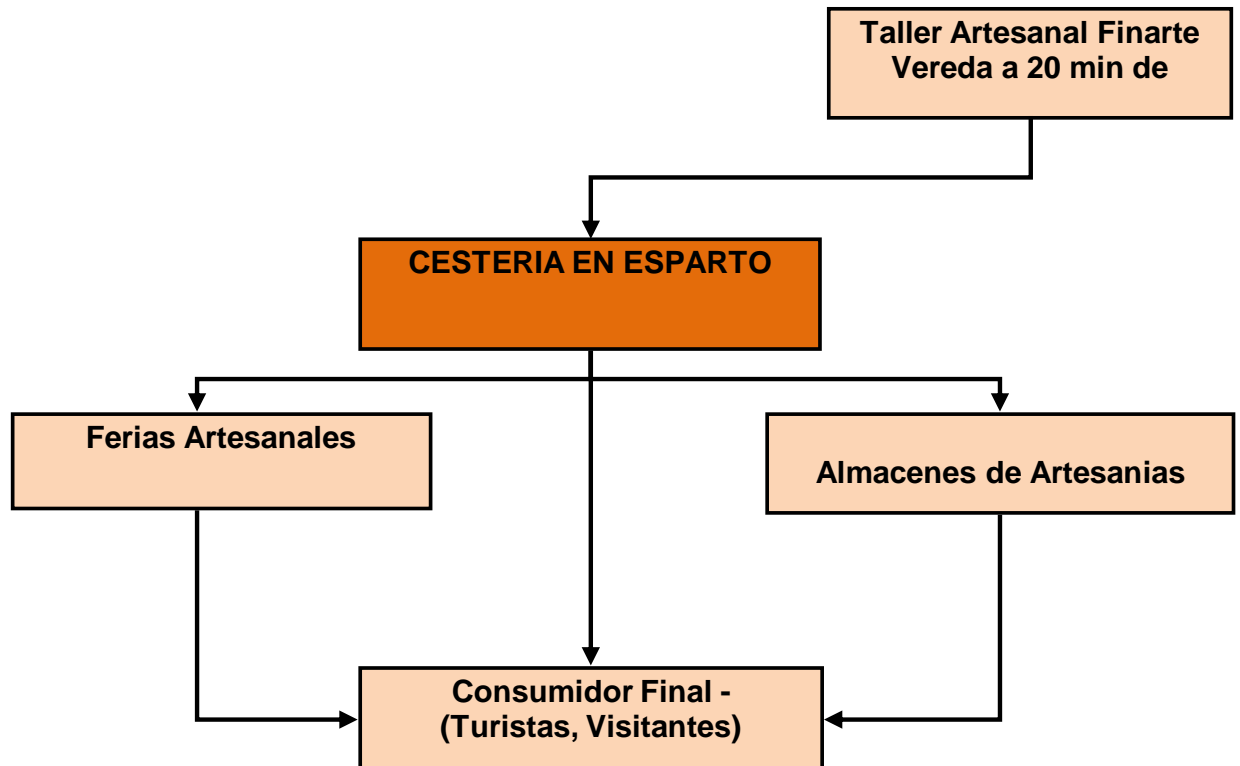 Taller Artesanal Finarte
Vereda a 20 min de
CESTERIA EN ESPARTO
Ferias Artesanales
Almacenes de Artesanias
Consumidor Final -
(Turistas, Visitantes)